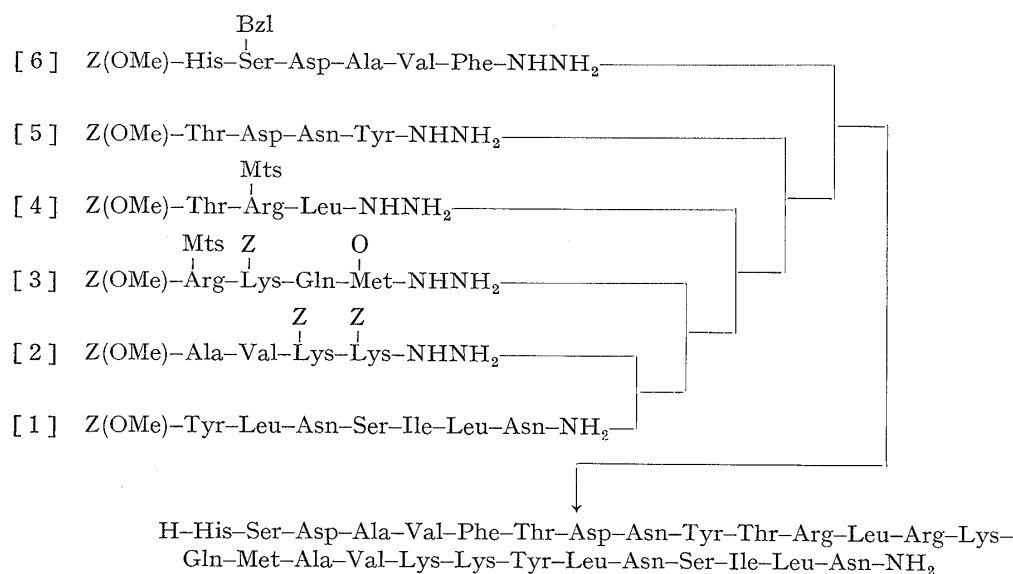 Bzl
[6] Z(OMe)–His–Ser–Asp–Ala–Val–Phe–NHNH₂
[5] Z(OMe)–Thr–Asp–Asn–Tyr–NHNH₂
Mts
[4] Z(OMe)–Thr–Arg–Leu–NHNH₂
Mts Z O
[3] Z(OMe)–Arg–Lys–Gln–Met–NHNH₂
Z Z
[2] Z(OMe)–Ala–Val–Lys–Lys–NHNH₂
[1] Z(OMe)–Tyr–Leu–Asn–Ser–Ile–Leu–Asn–NH₂
H–His–Ser–Asp–Ala–Val–Phe–Thr–Asp–Asn–Tyr–Thr–Arg–Leu–Arg–Lys–
Gln–Met–Ala–Val–Lys–Lys–Tyr–Leu–Asn–Ser–Ile–Leu–Asn–NH₂